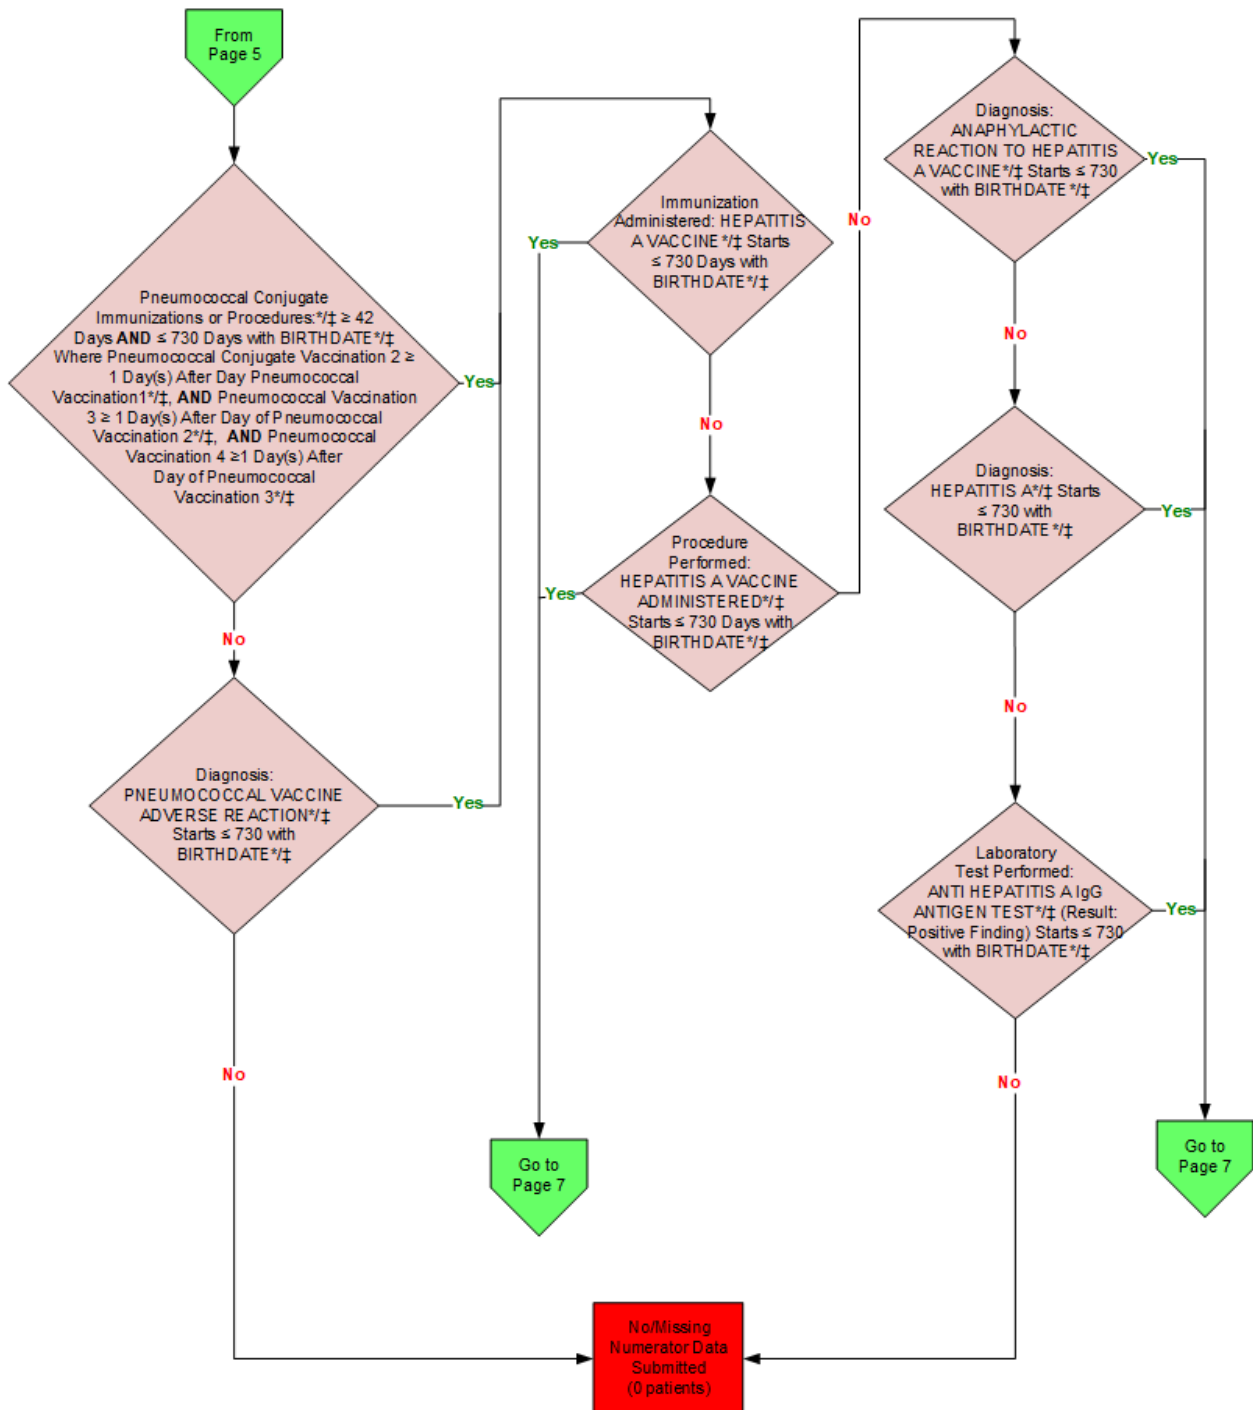 From
Page 5
Pneumococcal Conjugate
Immunizations or Procedures:*/‡ ≥ 42
Days AND ≤ 730 Days with BIRTHDATE*/‡
Where Pneumococcal Conjugate Vaccination 2 ≥
1 Day(s) After Day Pneumococcal
Vaccination1*/‡, AND Pneumococcal Vaccination
3 ≥ 1 Day(s) After Day of Pneumococcal
Vaccination 2*/‡, AND Pneumococcal
Vaccination 4 ≥1 Day(s) After
Day of Pneumococcal
Vaccination 3*/‡
Yes
No
Diagnosis:
PNEUMOCOCCAL VACCINE
ADVERSE REACTION*/‡
Starts ≤ 730 with
BIRTHDATE*/‡
Yes
No
Immunization
Administered: HEPATITIS
A VACCINE*/‡ Starts
≤ 730 Days with
BIRTHDATE*/‡
Yes
No
Procedure
Performed:
HEPATITIS A VACCINE
ADMINISTERED*/‡
Starts ≤ 730 Days with
BIRTHDATE*/‡
Yes
No
Go to
Page 7
Diagnosis:
ANAPHYLACTIC
REACTION TO HEPATITIS
A VACCINE*/‡ Starts ≤ 730
with BIRTHDATE*/‡
Yes
No
Diagnosis:
HEPATITIS A*/‡ Starts
≤ 730 with
BIRTHDATE*/‡
Yes
No
Laboratory
Test Performed:
ANTI HEPATITIS A IgG
ANTIGEN TEST*/‡ (Result:
Positive Finding) Starts ≤ 730
with BIRTHDATE*/‡
Yes
No
Go to
Page 7
No/Missing
Numerator Data
Submitted
(0 patients)